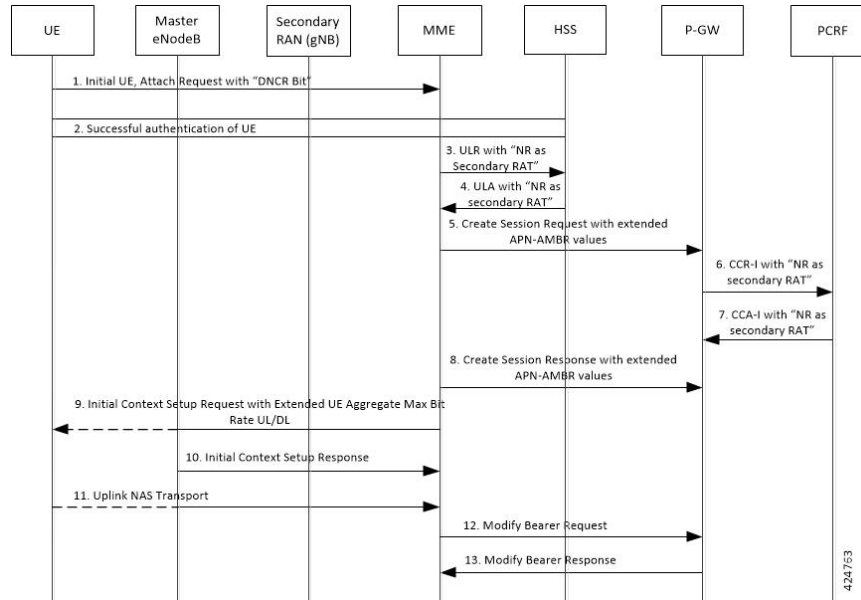 UE
Master
eNodeB
Secondary
RAN (gNB)
MME
HSS
P-GW
PCRF
1. Initial UE, Attach Request with “DNCR Bit”
2. Successful authentication of UE
3. ULR with “NR as
Secondary RAT”
4. ULA with “NR as
secondary RAT”
5. Create Session Request with extended
APN-AMBR values
6. CCR-I with “NR as
secondary RAT”
7. CCA-I with “NR as
secondary RAT”
8. Create Session Response with extended
APN-AMBR values
9. Initial Context Setup Request with Extended UE Aggregate Max Bit
Rate UL/DL
10. Initial Context Setup Response
11. Uplink NAS Transport
12. Modify Bearer Request
13. Modify Bearer Response
424763